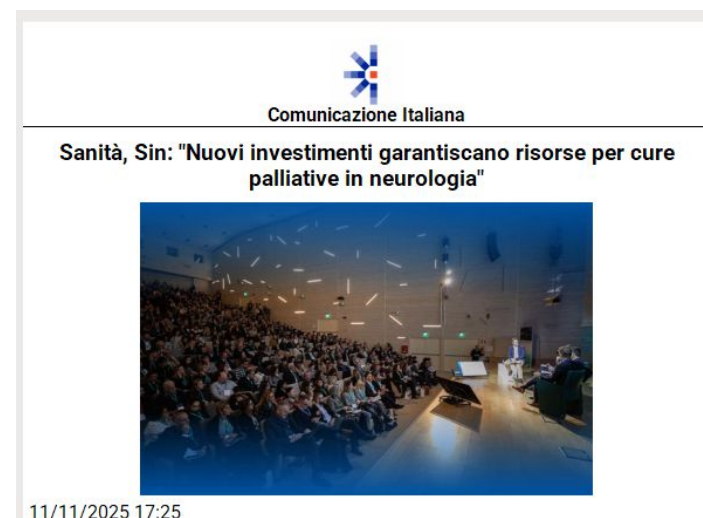 Comunicazione Italiana
Sanità, Sin: "Nuovi investimenti garantiscano risorse per cure
palliative in neurologia"
11/11/2025 17:25